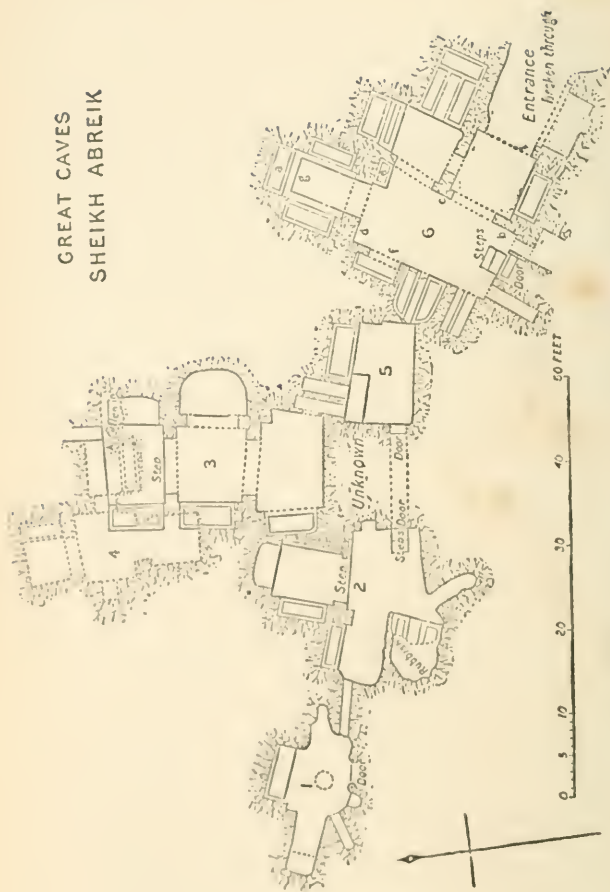 GREAT CAVES
SHEIKH ABREIK
4
Step
3
Unknown
Door
5
Steps
Door
Step
2
Rubbish
1
Door
a
g
d
f
6
e
c
b
Steps
Door
Entrance
broken through
0 5 10 20 30 40 50 FEET